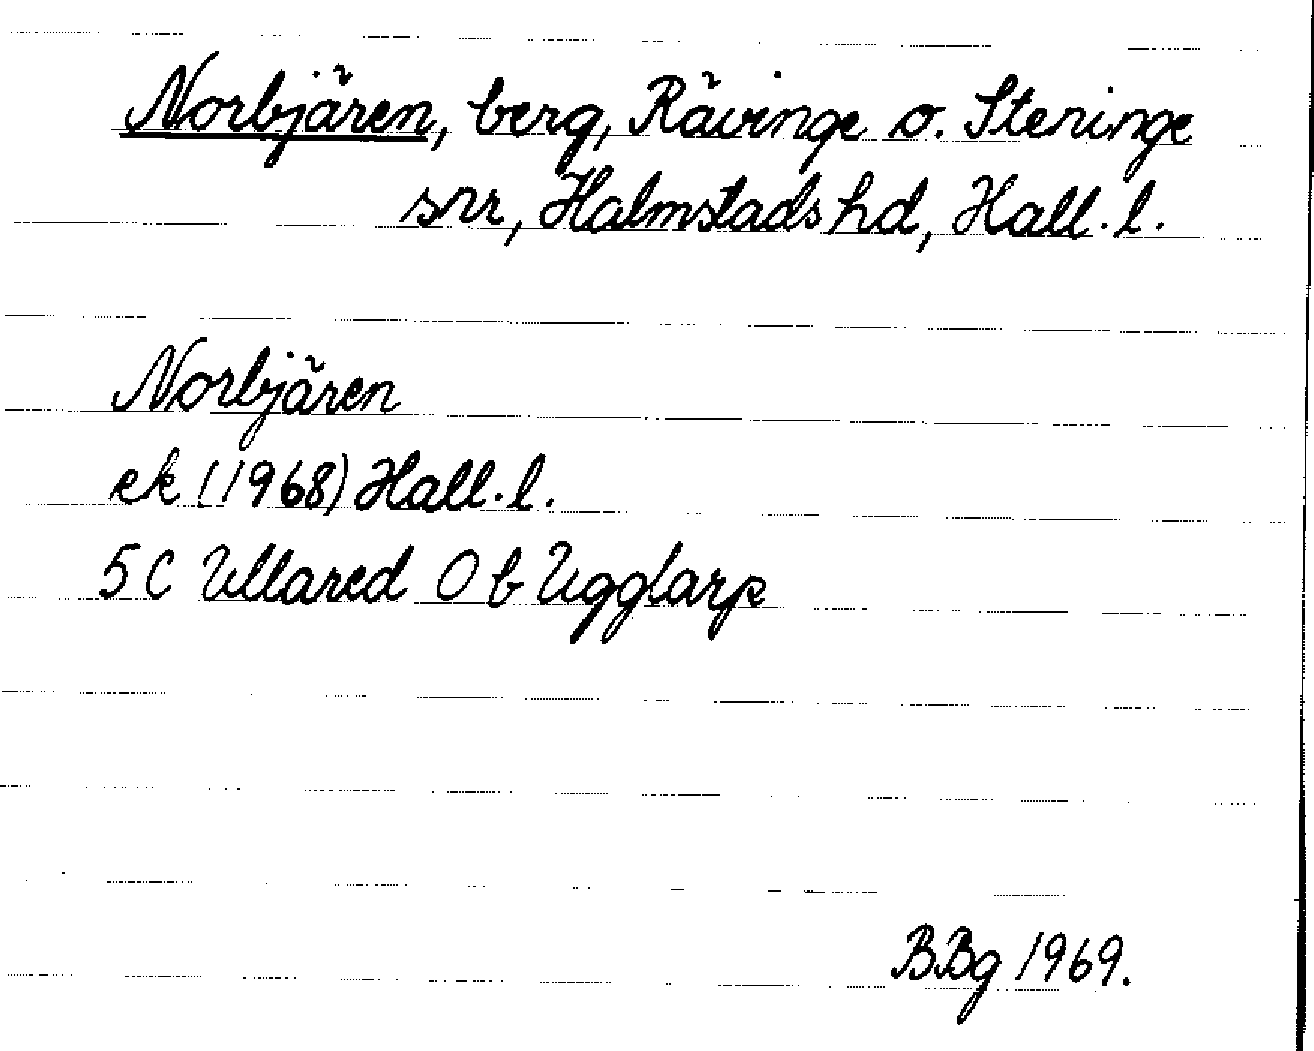 Norbjären, berg, Rävinge o. Steninge
snr, Halmstads hd, Hall. l.
Norbjären
ek (1968) Hall. l.
5C Ullared 0 b Ugglarp
BBg 1969.